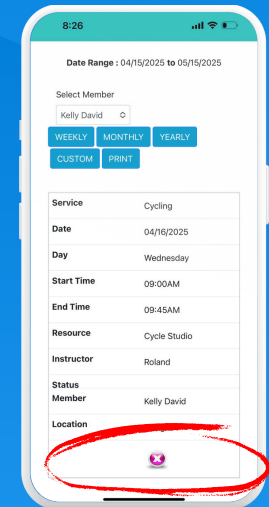 8:26
Date Range : 04/15/2025 to 05/15/2025
Select Member
Kelly David
WEEKLY MONTHLY YEARLY
CUSTOM PRINT
Service Cycling
Date 04/16/2025
Day Wednesday
Start Time 09:00AM
End Time 09:45AM
Resource Cycle Studio
Instructor Roland
Status
Member Kelly David
Location